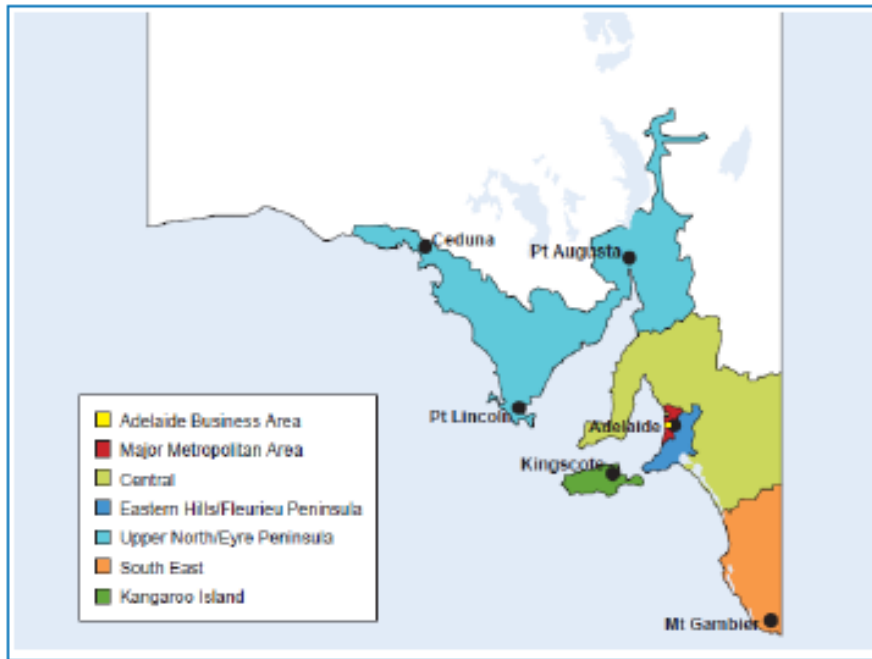 Ceduna
Pt Augusta
Pt Lincoln
Adelaide
Kingscote
Mt Gambier
Adelaide Business Area
Major Metropolitan Area
Central
Eastern Hills/Fleurieu Peninsula
Upper North/Eyre Peninsula
South East
Kangaroo Island